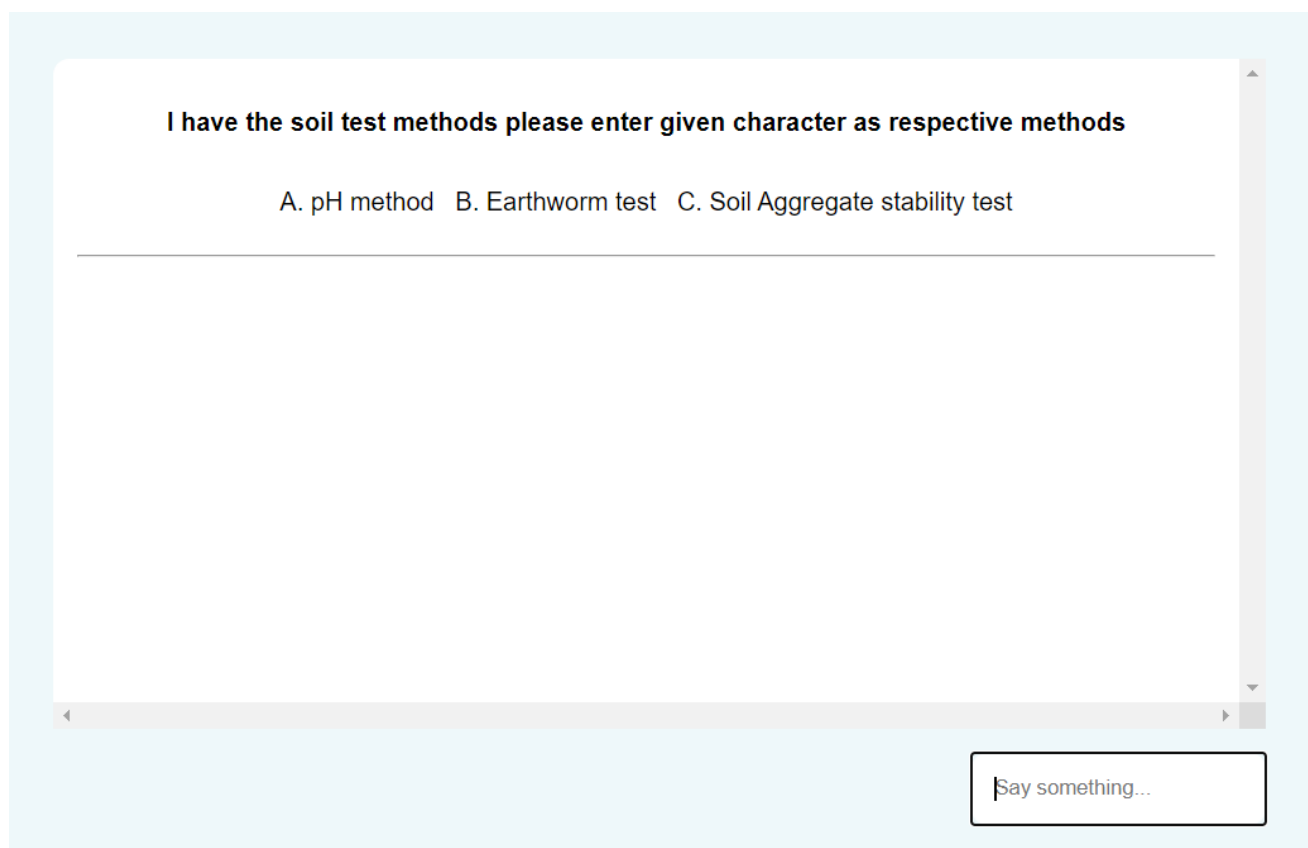 I have the soil test methods please enter given character as respective methods
A. pH method B. Earthworm test C. Soil Aggregate stability test
Say something...